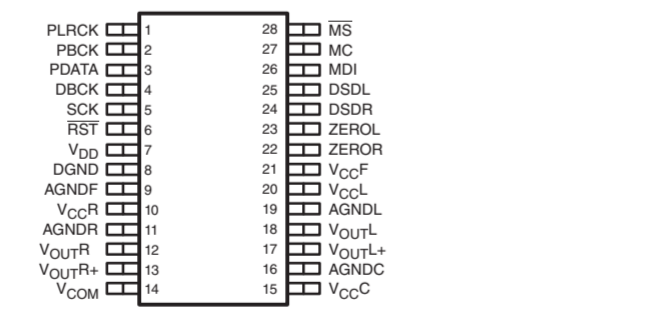 PLRCK 1 28 M̅S̅
PBCK 2 27 MC
PDATA 3 26 MDI
DBCK 4 25 DSDL
SCK 5 24 DSDR
R̅S̅T̅ 6 23 ZEROL
VDD 7 22 ZEROR
DGND 8 21 VCCF
AGNDF 9 20 VCCL
VCCR 10 19 AGNDL
AGNDR 11 18 VOUTL
VOUTR 12 17 VOUTL+
VOUTR+ 13 16 AGNDC
VCOM 14 15 VCCC